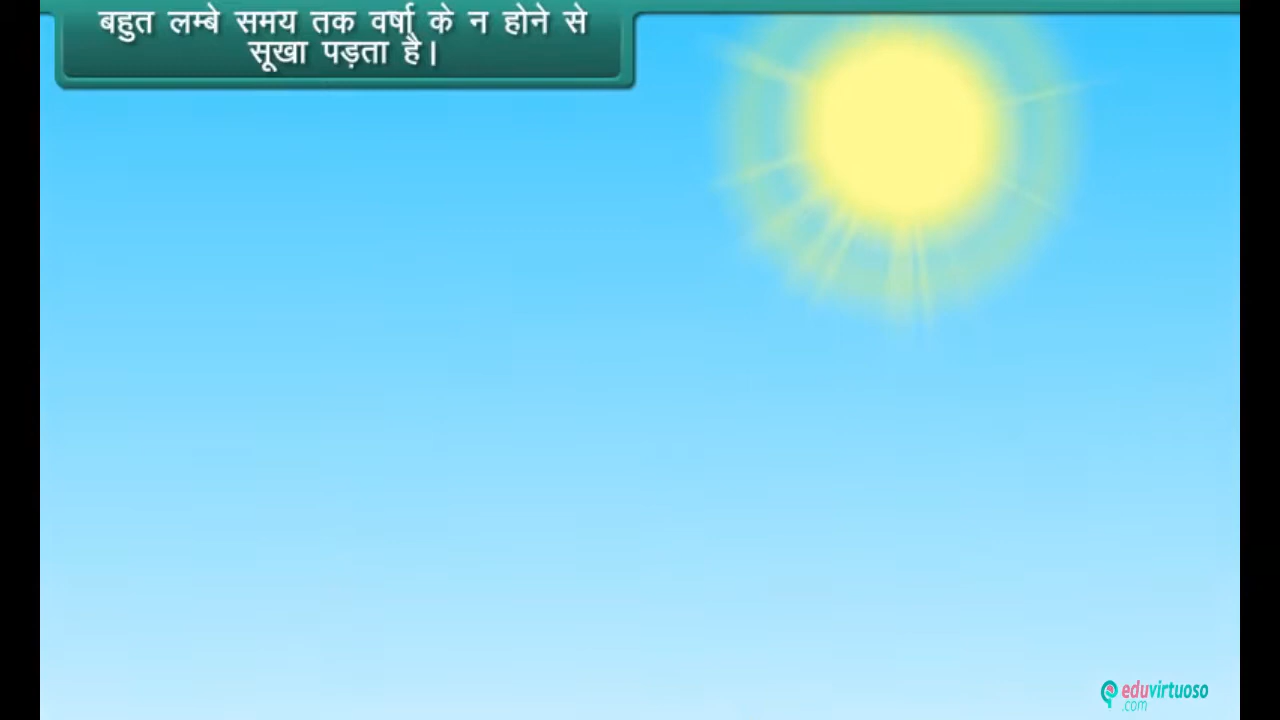 बहुत लम्बे समय तक वर्षा के न होने से
सूखा पड़ता है।
eduvirtuoso
.com